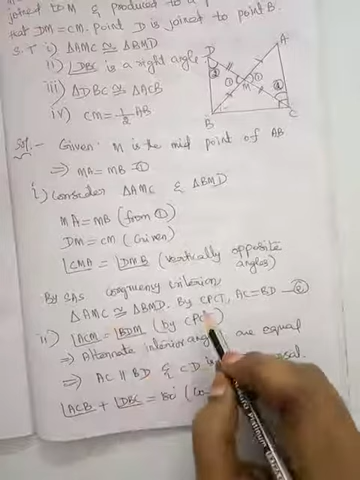 joined to M & produced to a
that DM=CM. Point D is joined to point B.
S.T i) ΔAMC ≅ ΔBMD
ii) ∠DBC is a right angle
iii) ΔDBC ≅ ΔACB
iv) CM = 1/2 AB
D
A
M
B
C
Sol:- Given: M is the mid point of AB
⇒ MA=MB -①
i) Consider ΔAMC & ΔBMD
MA=MB (from ①)
DM=CM (Given)
∠CMA = ∠DMB (Vertically opposite angles)
By SAS congruency criterion
ΔAMC ≅ ΔBMD. By CPCT, AC=BD -②
ii) ∠ACM = ∠BDM (by CPCT)
⇒ Alternate interior angles are equal
⇒ AC ∥ BD & CD is
∠ACB + ∠DBC = 180